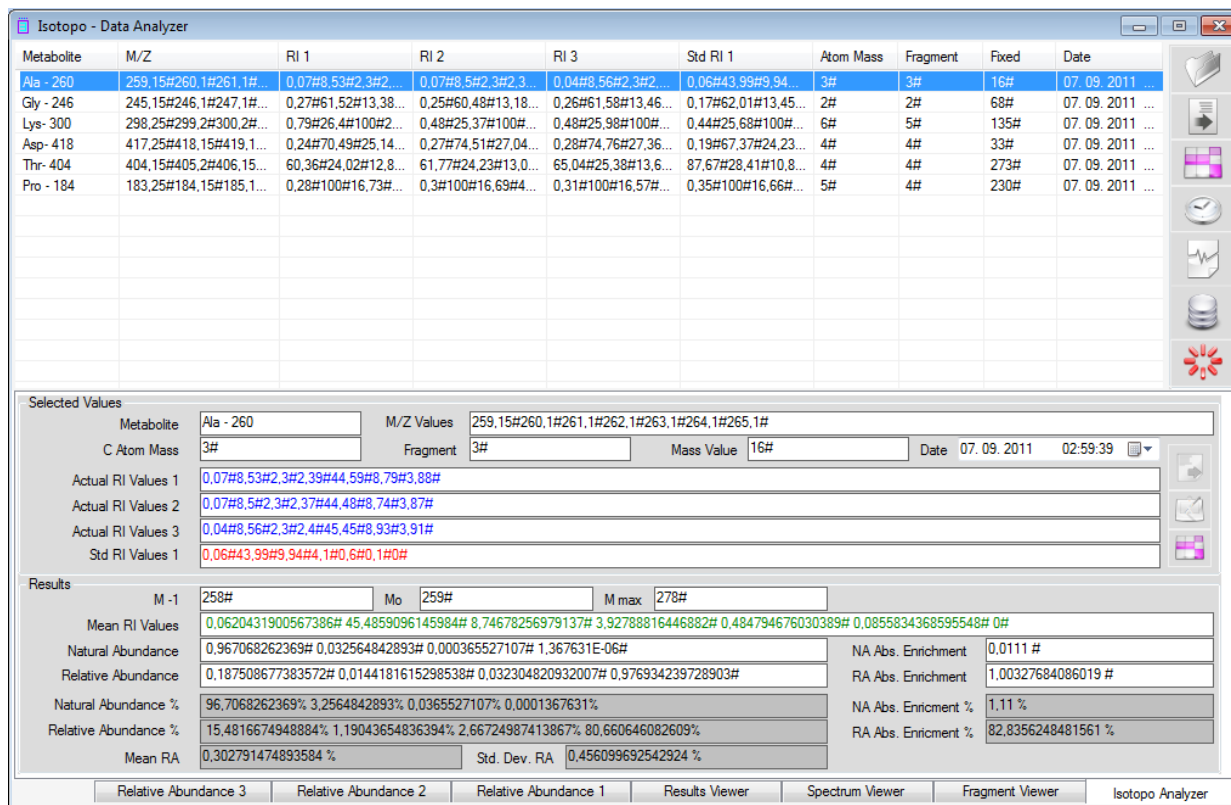 Isotopo - Data Analyzer
Metabolite M/Z RI 1 RI 2 RI 3 Std RI 1 Atom Mass Fragment Fixed Date
Ala - 260 259,15#260,1#261,1#... 0,07#8,53#2,3#2,... 0,07#8,5#2,3#2,3... 0,04#8,56#2,3#2,... 0,06#43,99#9,94... 3# 3# 16# 07. 09. 2011 ...
Gly - 246 245,15#246,1#247,1#... 0,27#61,52#13,38... 0,25#60,48#13,18... 0,26#61,58#13,46... 0,17#62,01#13,45... 2# 2# 68# 07. 09. 2011 ...
Lys- 300 298,25#299,2#300,2#... 0,79#26,4#100#2... 0,48#25,37#100#... 0,48#25,98#100#... 0,44#25,68#100#... 6# 5# 135# 07. 09. 2011 ...
Asp- 418 417,25#418,15#419,1... 0,24#70,49#25,14... 0,27#74,51#27,04... 0,28#74,76#27,36... 0,19#67,37#24,23... 4# 4# 33# 07. 09. 2011 ...
Thr- 404 404,15#405,2#406,15... 60,36#24,02#12,8... 61,77#24,23#13,0... 65,04#25,38#13,6... 87,67#28,41#10,8... 4# 4# 273# 07. 09. 2011 ...
Pro - 184 183,25#184,15#185,1... 0,28#100#16,73#... 0,3#100#16,69#4... 0,31#100#16,57#... 0,35#100#16,66#... 5# 4# 230# 07. 09. 2011 ...
Selected Values
Metabolite Ala - 260 M/Z Values 259,15#260,1#261,1#262,1#263,1#264,1#265,1#
C Atom Mass 3# Fragment 3# Mass Value 16# Date 07. 09. 2011 02:59:39
Actual RI Values 1 0,07#8,53#2,3#2,39#44,59#8,79#3,88#
Actual RI Values 2 0,07#8,5#2,3#2,37#44,48#8,74#3,87#
Actual RI Values 3 0,04#8,56#2,3#2,4#45,45#8,93#3,91#
Std RI Values 1 0,06#43,99#9,94#4,1#0,6#0,1#0#
Results
M -1 258# Mo 259# M max 278#
Mean RI Values 0,0620431900567386# 45,4859096145984# 8,74678256979137# 3,92788816446882# 0,484794676030389# 0,0855834368595548# 0#
Natural Abundance 0,967068262369# 0,032564842893# 0,000365527107# 1,367631E-06# NA Abs. Enrichment 0,0111 #
Relative Abundance 0,187508677383572# 0,0144181615298538# 0,032304820932007# 0,976934239728903# RA Abs. Enrichment 1,00327684086019 #
Natural Abundance % 96,7068262369% 3,2564842893% 0,0365527107% 0,0001367631% NA Abs. Enricment % 1,11 %
Relative Abundance % 15,4816674948884% 1,19043654836394% 2,66724987413867% 80,660646082609% RA Abs. Enricment % 82,8356248481561 %
Mean RA 0,302791474893584 % Std. Dev. RA 0,456099692542924 %
Relative Abundance 3 Relative Abundance 2 Relative Abundance 1 Results Viewer Spectrum Viewer Fragment Viewer Isotopo Analyzer